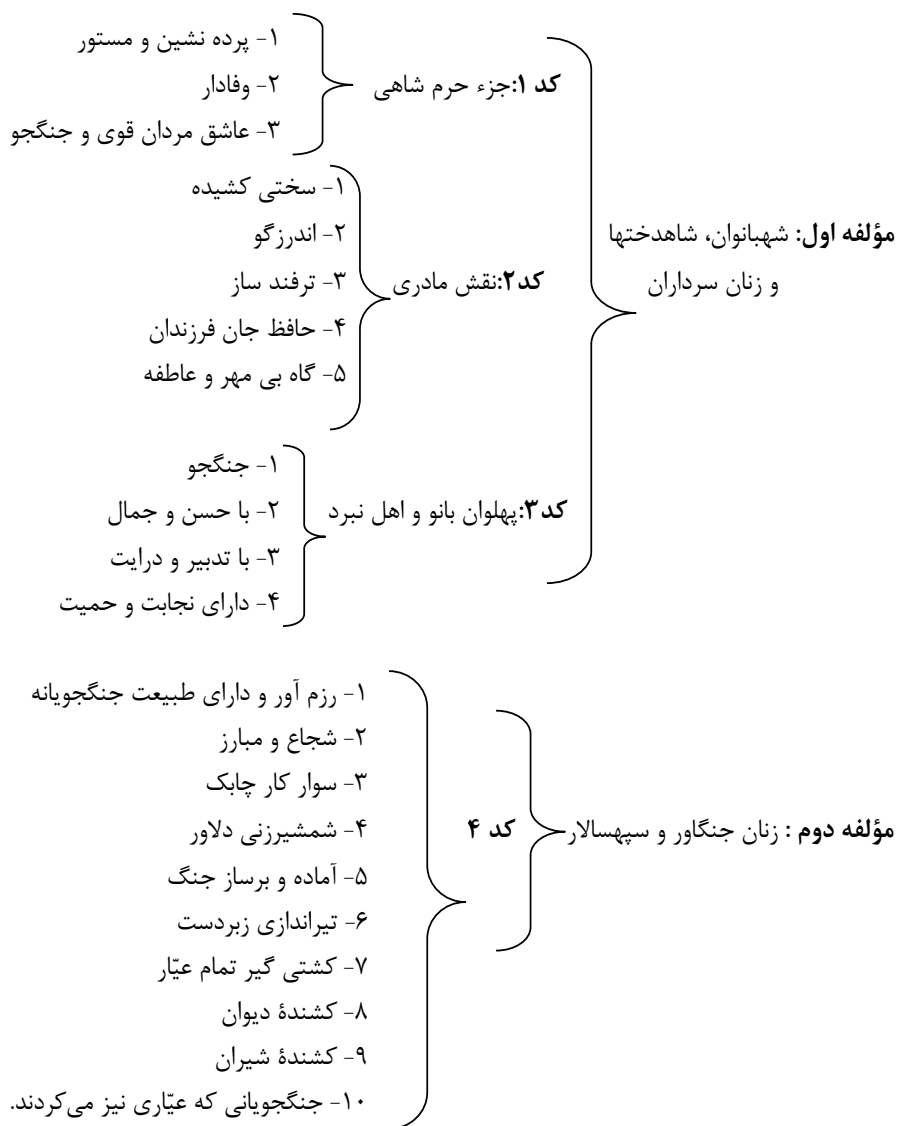 مؤلفه اول: شهبانوان، شاهدختها
و زنان سرداران
کد ۱:جزء حرم شاهی
۱- پرده نشین و مستور
۲- وفادار
۳- عاشق مردان قوی و جنگجو
کد۲:نقش مادری
۱- سختی کشیده
۲- اندرزگو
۳- ترفند ساز
۴- حافظ جان فرزندان
۵- گاه بی مهر و عاطفه
کد۳:پهلوان بانو و اهل نبرد
۱- جنگجو
۲- با حسن و جمال
۳- با تدبیر و درایت
۴- دارای نجابت و حمیت
مؤلفه دوم : زنان جنگاور و سپهسالار
کد ۴
۱- رزم آور و دارای طبیعت جنگجویانه
۲- شجاع و مبارز
۳- سوار کار چابک
۴- شمشیرزنی دلاور
۵- آماده و برساز جنگ
۶- تیراندازی زبردست
۷- کشتی گیر تمام عیّار
۸- کشندهٔ دیوان
۹- کشندهٔ شیران
۱۰- جنگجویانی که عیّاری نیز می‌کردند.